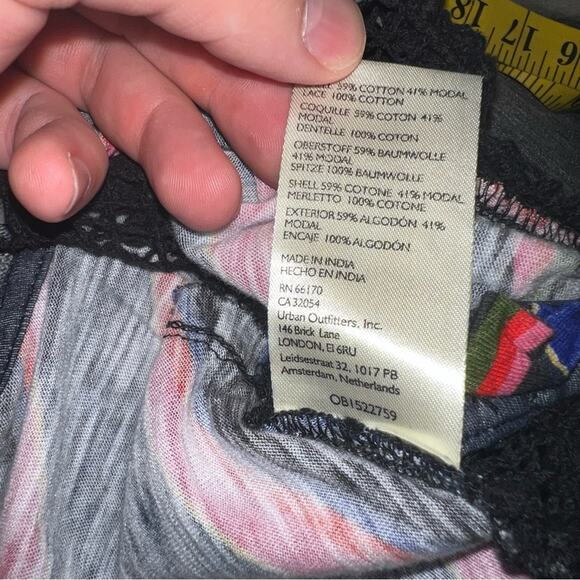 59% COTTON 41% MODAL
LACE 100% COTTON
COQUILLE 59% COTON 41%
MODAL
DENTELLE 100% COTON
OBERSTOFF 59% BAUMWOLLE
41% MODAL
SPITZE 100% BAUMWOLLE
SHELL 59% COTONE 41% MODAL
MERLETTO 100% COTONE
EXTERIOR 59% ALGODÓN 41%
MODAL
ENCAJE 100% ALGODÓN
MADE IN INDIA
HECHO EN INDIA
RN 66170
CA 32054
Urban Outfitters, Inc.
146 Brick Lane
LONDON, E1 6RU
Leidsestraat 32, 1017 PB
Amsterdam, Netherlands
OB1522759
18 17 16